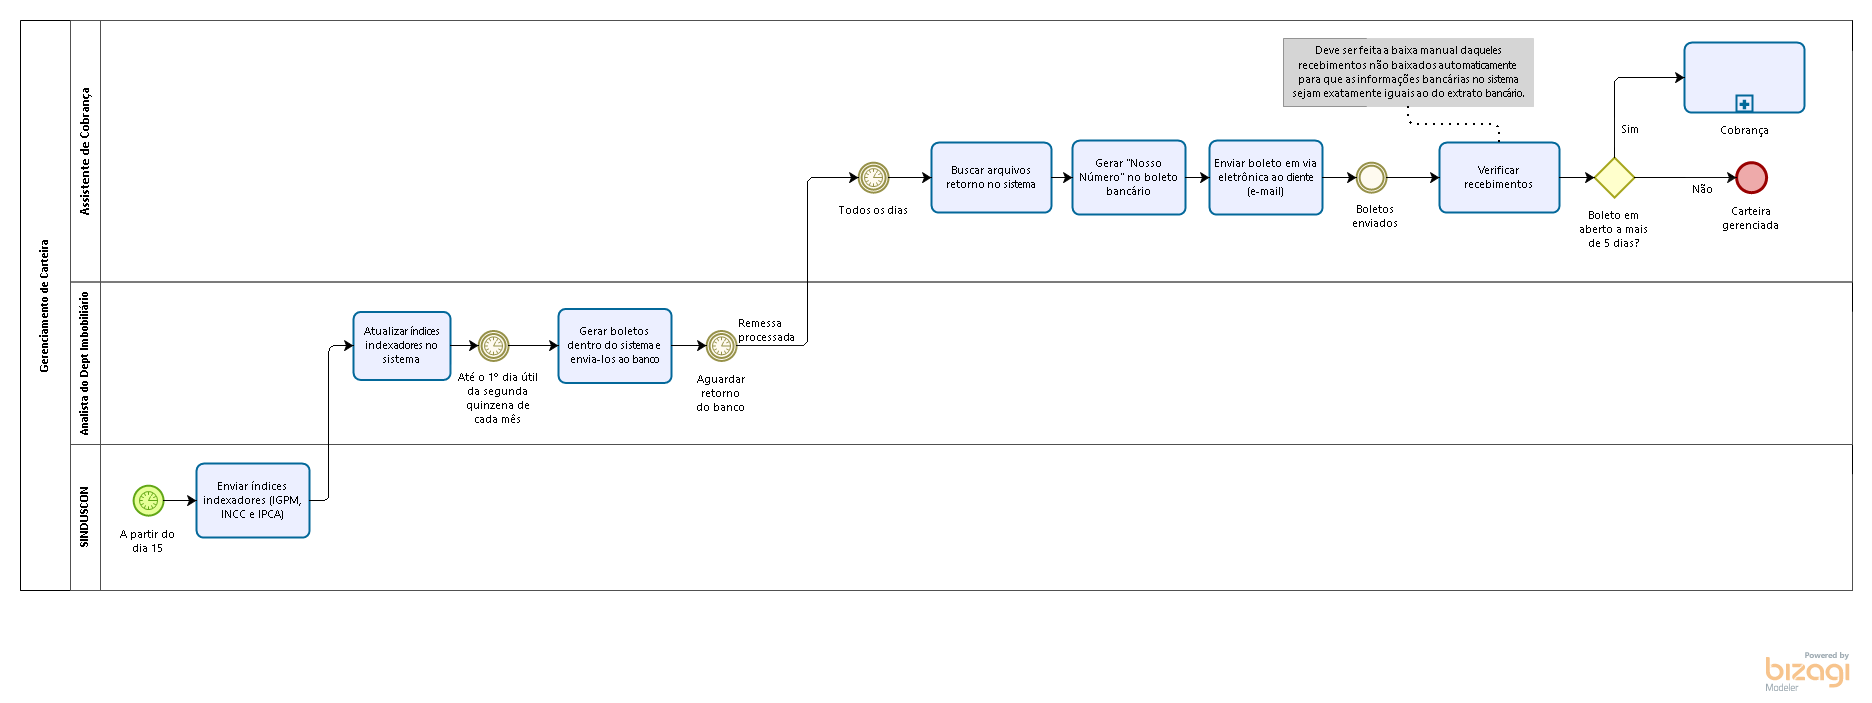 Gerenciamento de Carteira
Assistente de Cobrança
Deve ser feita a baixa manual daqueles
recebimentos não baixados automaticamente
para que as informações bancárias no sistema
sejam exatamente iguais ao do extrato bancário.
Todos os dias
Buscar arquivos
retorno no sistema
Gerar "Nosso
Número" no boleto
bancário
Enviar boleto em via
eletrônica ao cliente
(e-mail)
Boletos
enviados
Verificar
recebimentos
Boleto em
aberto a mais
de 5 dias?
Sim
Cobrança
Não
Carteira
gerenciada
Analista do Dept Imbobiliário
Atualizar índices
indexadores no
sistema
Até o 1º dia útil
da segunda
quinzena de
cada mês
Gerar boletos
dentro do sistema e
envia-los ao banco
Aguardar
retorno
do banco
Remessa
processada
SINDUSCON
A partir do
dia 15
Enviar índices
indexadores (IGPM,
INCC e IPCA)
Powered by
bizagi
Modeler